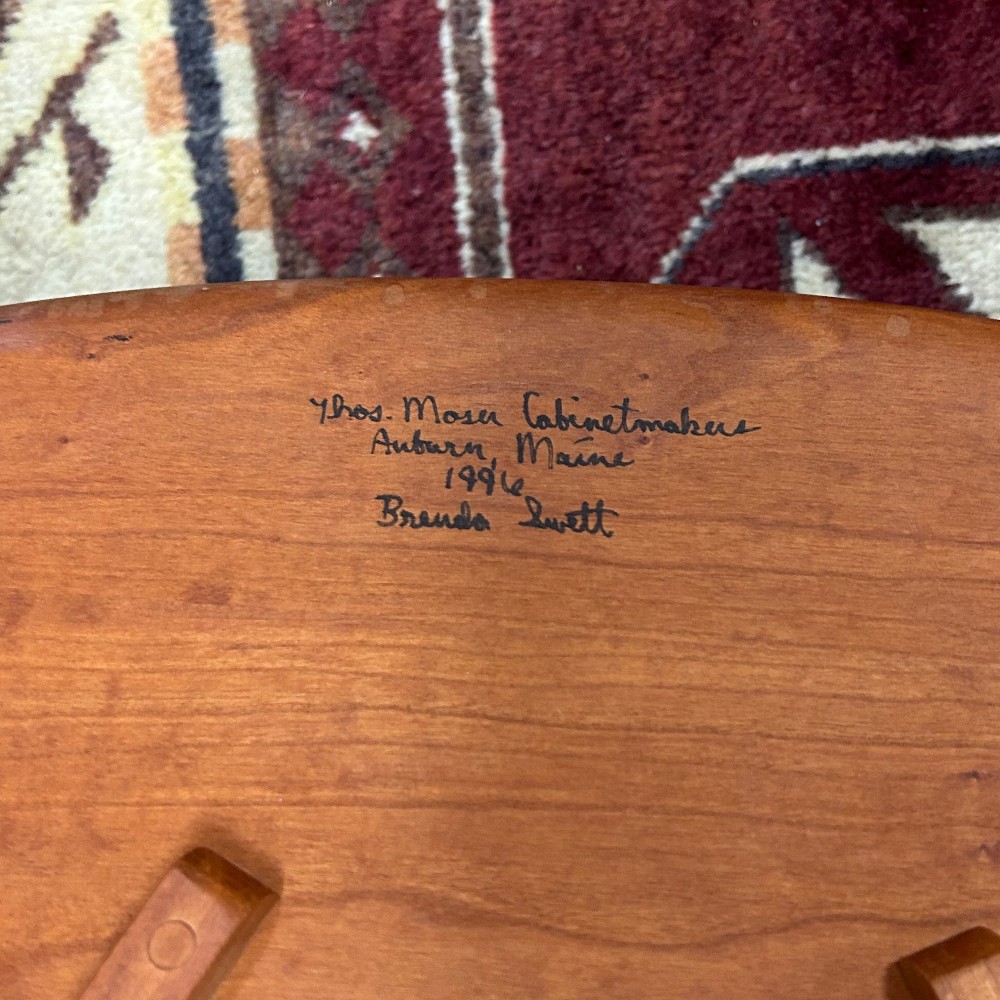 Thos. Moser Cabinetmakers
Auburn, Maine
1996
Brenda Swett